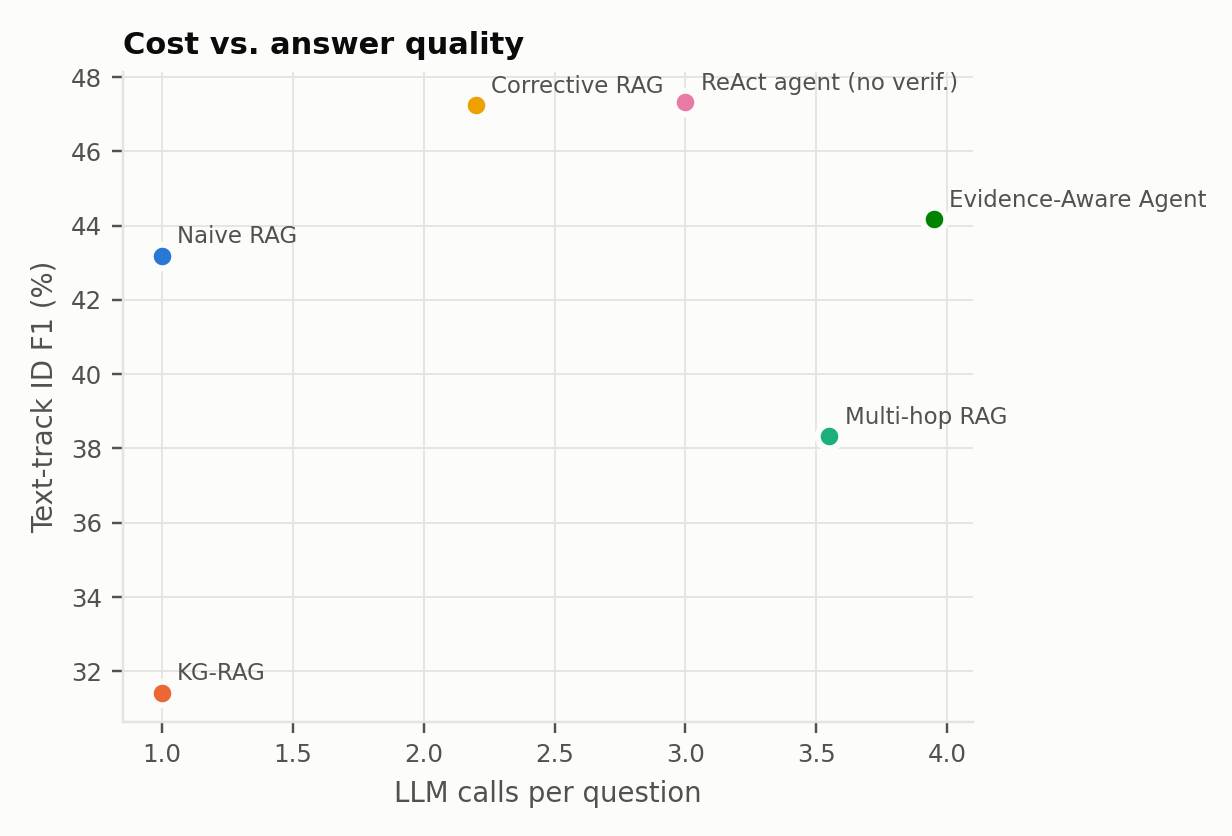 Cost vs. answer quality
48
46
44
42
40
38
36
34
32
Text-track ID F1 (%)
Corrective RAG
ReAct agent (no verif.)
Evidence-Aware Agent
Naive RAG
Multi-hop RAG
KG-RAG
1.0 1.5 2.0 2.5 3.0 3.5 4.0
LLM calls per question